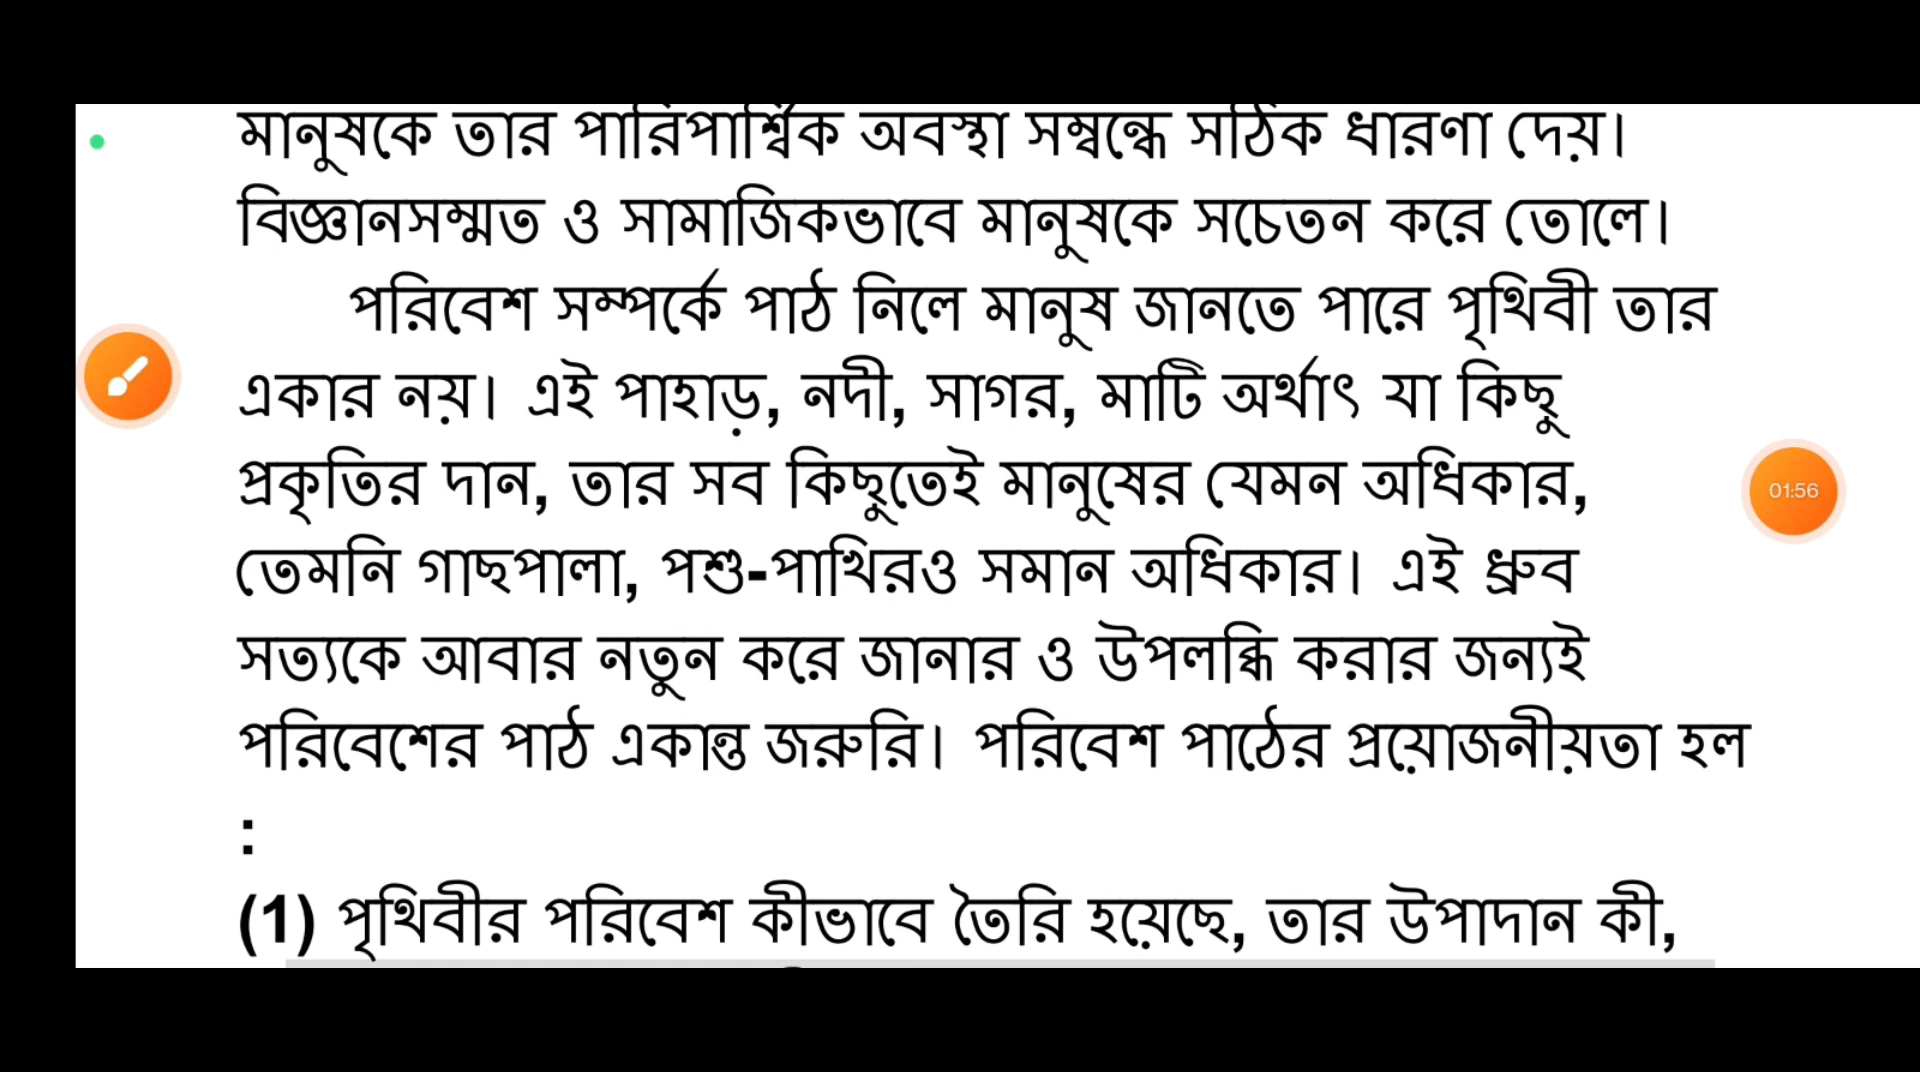 মানুষকে তার পারিপার্শ্বিক অবস্থা সম্বন্ধে সঠিক ধারণা দেয়।
বিজ্ঞানসম্মত ও সামাজিকভাবে মানুষকে সচেতন করে তোলে।
পরিবেশ সম্পর্কে পাঠ নিলে মানুষ জানতে পারে পৃথিবী তার
একার নয়। এই পাহাড়, নদী, সাগর, মাটি অর্থাৎ যা কিছু
প্রকৃতির দান, তার সব কিছুতেই মানুষের যেমন অধিকার,
01:56
তেমনি গাছপালা, পশু-পাখিরও সমান অধিকার। এই ধ্রুব
সত্যকে আবার নতুন করে জানার ও উপলব্ধি করার জন্যই
পরিবেশের পাঠ একান্ত জরুরি। পরিবেশ পাঠের প্রয়োজনীয়তা হল
:
(1) পৃথিবীর পরিবেশ কীভাবে তৈরি হয়েছে, তার উপাদান কী,